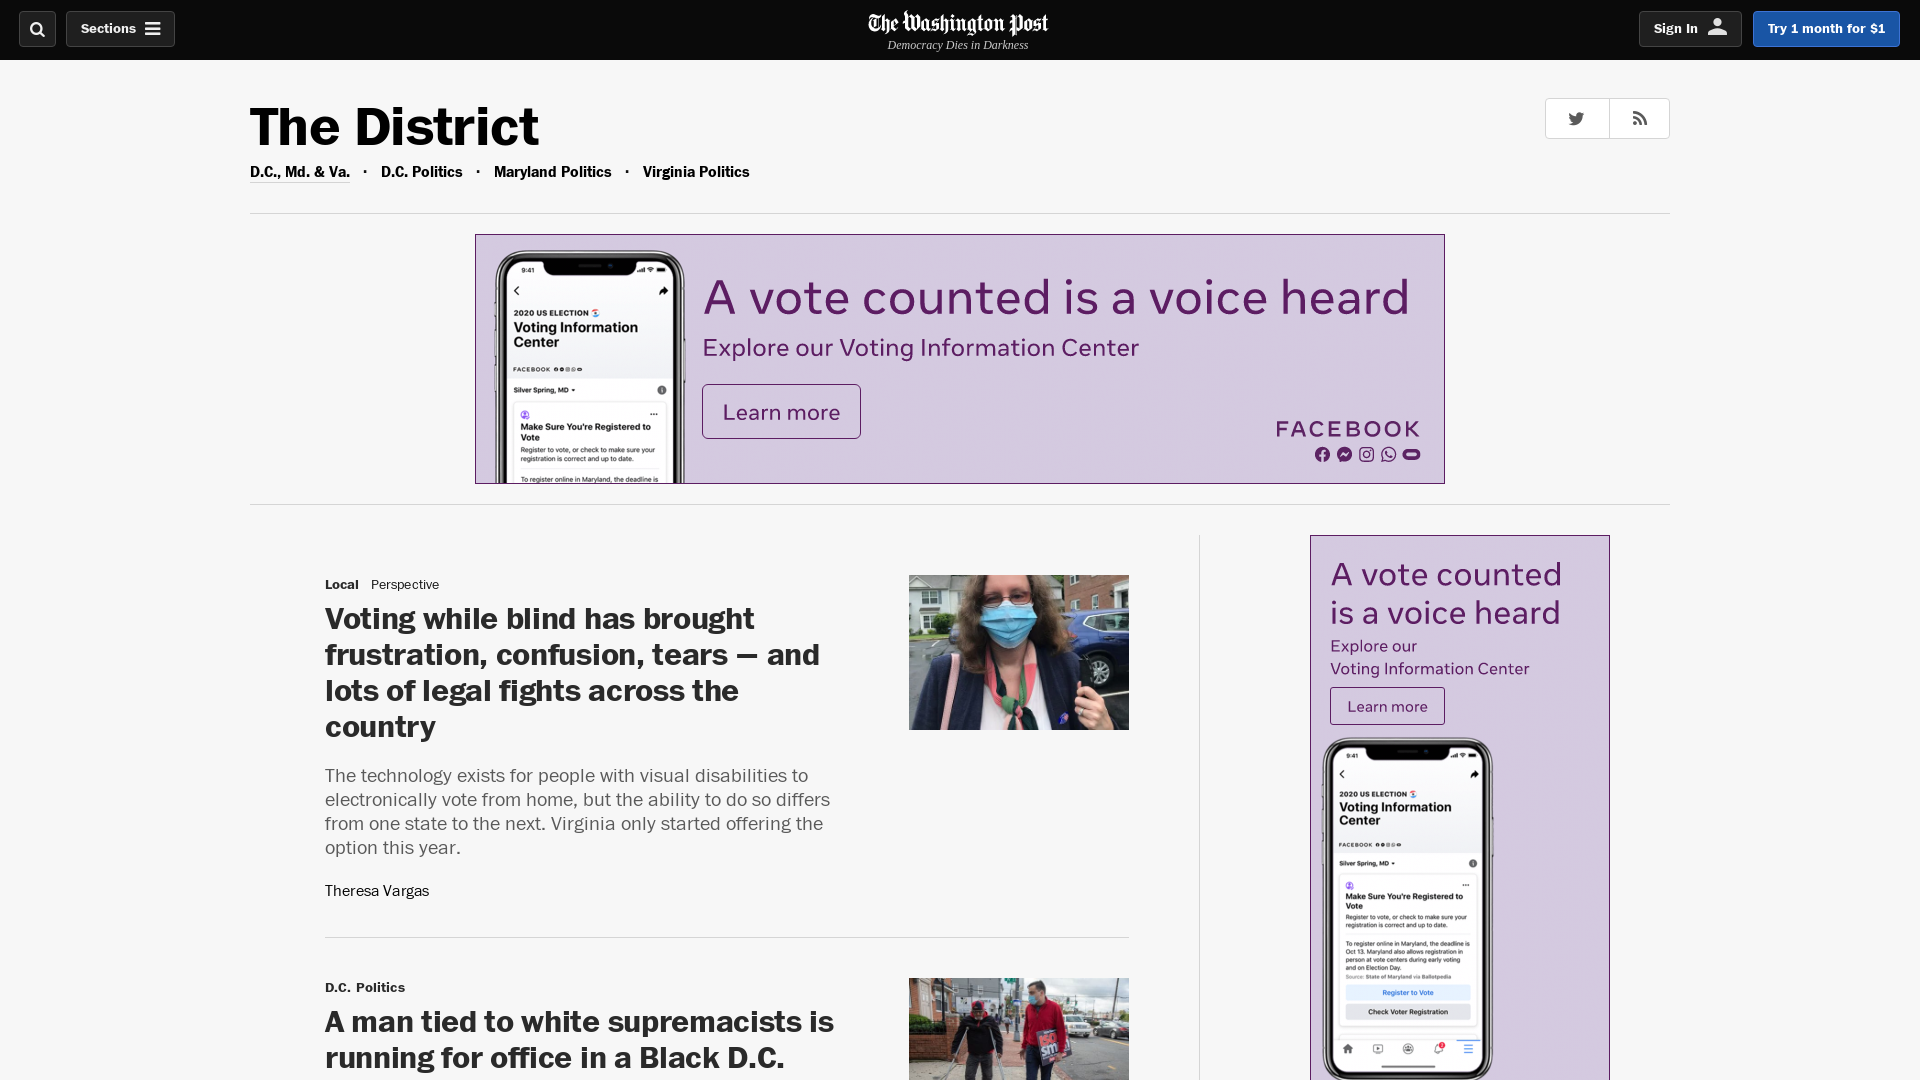 Sections
The Washington Post
Democracy Dies in Darkness
Sign In
Try 1 month for $1
The District
D.C., Md. & Va. · D.C. Politics · Maryland Politics · Virginia Politics
9:41
2020 US ELECTION
Voting Information
Center
FACEBOOK
Silver Spring, MD
Make Sure You're Registered to
Vote
Register to vote, or check to make sure your
registration is correct and up to date.
To register online in Maryland, the deadline is
A vote counted is a voice heard
Explore our Voting Information Center
Learn more
FACEBOOK
Local Perspective
Voting while blind has brought
frustration, confusion, tears — and
lots of legal fights across the
country
The technology exists for people with visual disabilities to
electronically vote from home, but the ability to do so differs
from one state to the next. Virginia only started offering the
option this year.
Theresa Vargas
D.C. Politics
A man tied to white supremacists is
running for office in a Black D.C.
A vote counted
is a voice heard
Explore our
Voting Information Center
Learn more
9:41
2020 US ELECTION
Voting Information
Center
FACEBOOK
Silver Spring, MD
Make Sure You're Registered to
Vote
Register to vote, or check to make sure your
registration is correct and up to date.
To register online in Maryland, the deadline is
Oct 13. Maryland also allows registration in
person at vote centers during early voting
and on Election Day.
Source: State of Maryland via Ballotpedia
Register to Vote
Check Voter Registration